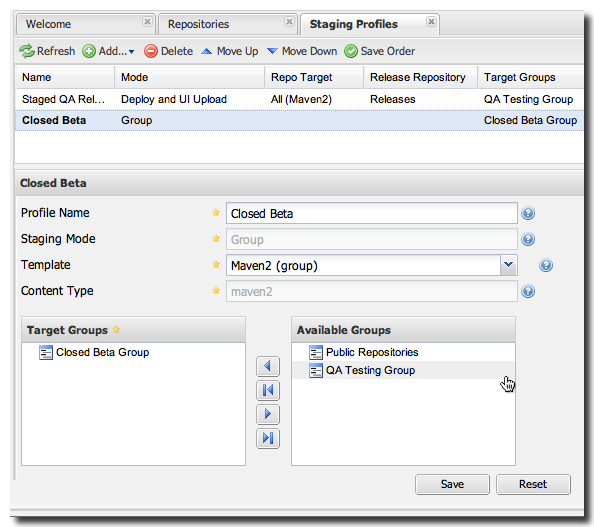 Welcome Repositories Staging Profiles
Refresh Add... Delete Move Up Move Down Save Order
Name Mode Repo Target Release Repository Target Groups
Staged QA Rel... Deploy and UI Upload All (Maven2) Releases QA Testing Group
Closed Beta Group Closed Beta Group
Closed Beta
Profile Name Closed Beta
Staging Mode Group
Template Maven2 (group)
Content Type maven2
Target Groups Available Groups
Closed Beta Group Public Repositories
QA Testing Group
Save Reset